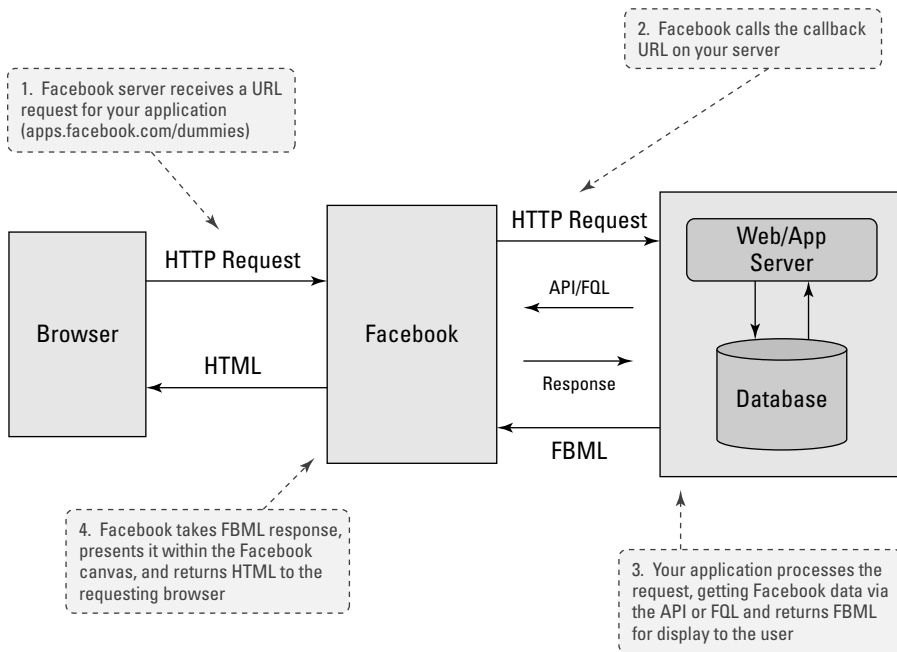 2. Facebook calls the callback
URL on your server
1. Facebook server receives a URL
request for your application
(apps.facebook.com/dummies)
HTTP Request
Web/App
Server
HTTP Request
API/FQL
Browser
Facebook
HTML
Response
Database
FBML
4. Facebook takes FBML response,
presents it within the Facebook
canvas, and returns HTML to the
requesting browser
3. Your application processes the
request, getting Facebook data via
the API or FQL and returns FBML
for display to the user